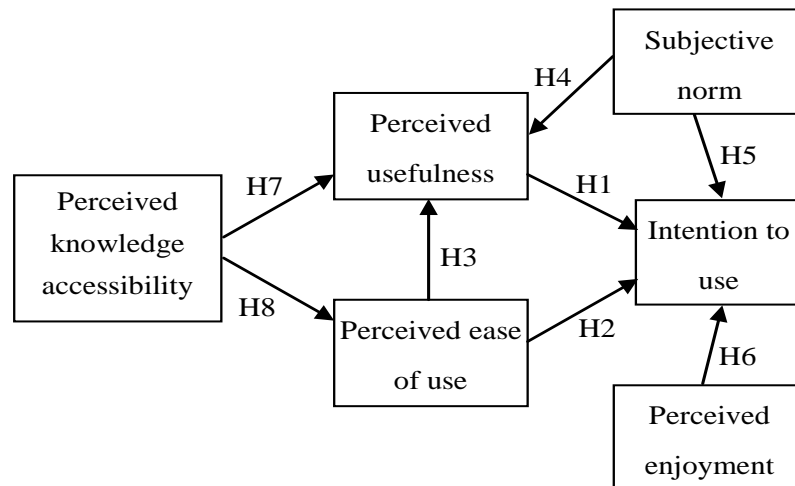 Subjective
norm
H4
Perceived
usefulness
H5
H7
H1
Perceived
knowledge
accessibility
Intention to
use
H3
H8
Perceived ease
of use
H2
H6
Perceived
enjoyment